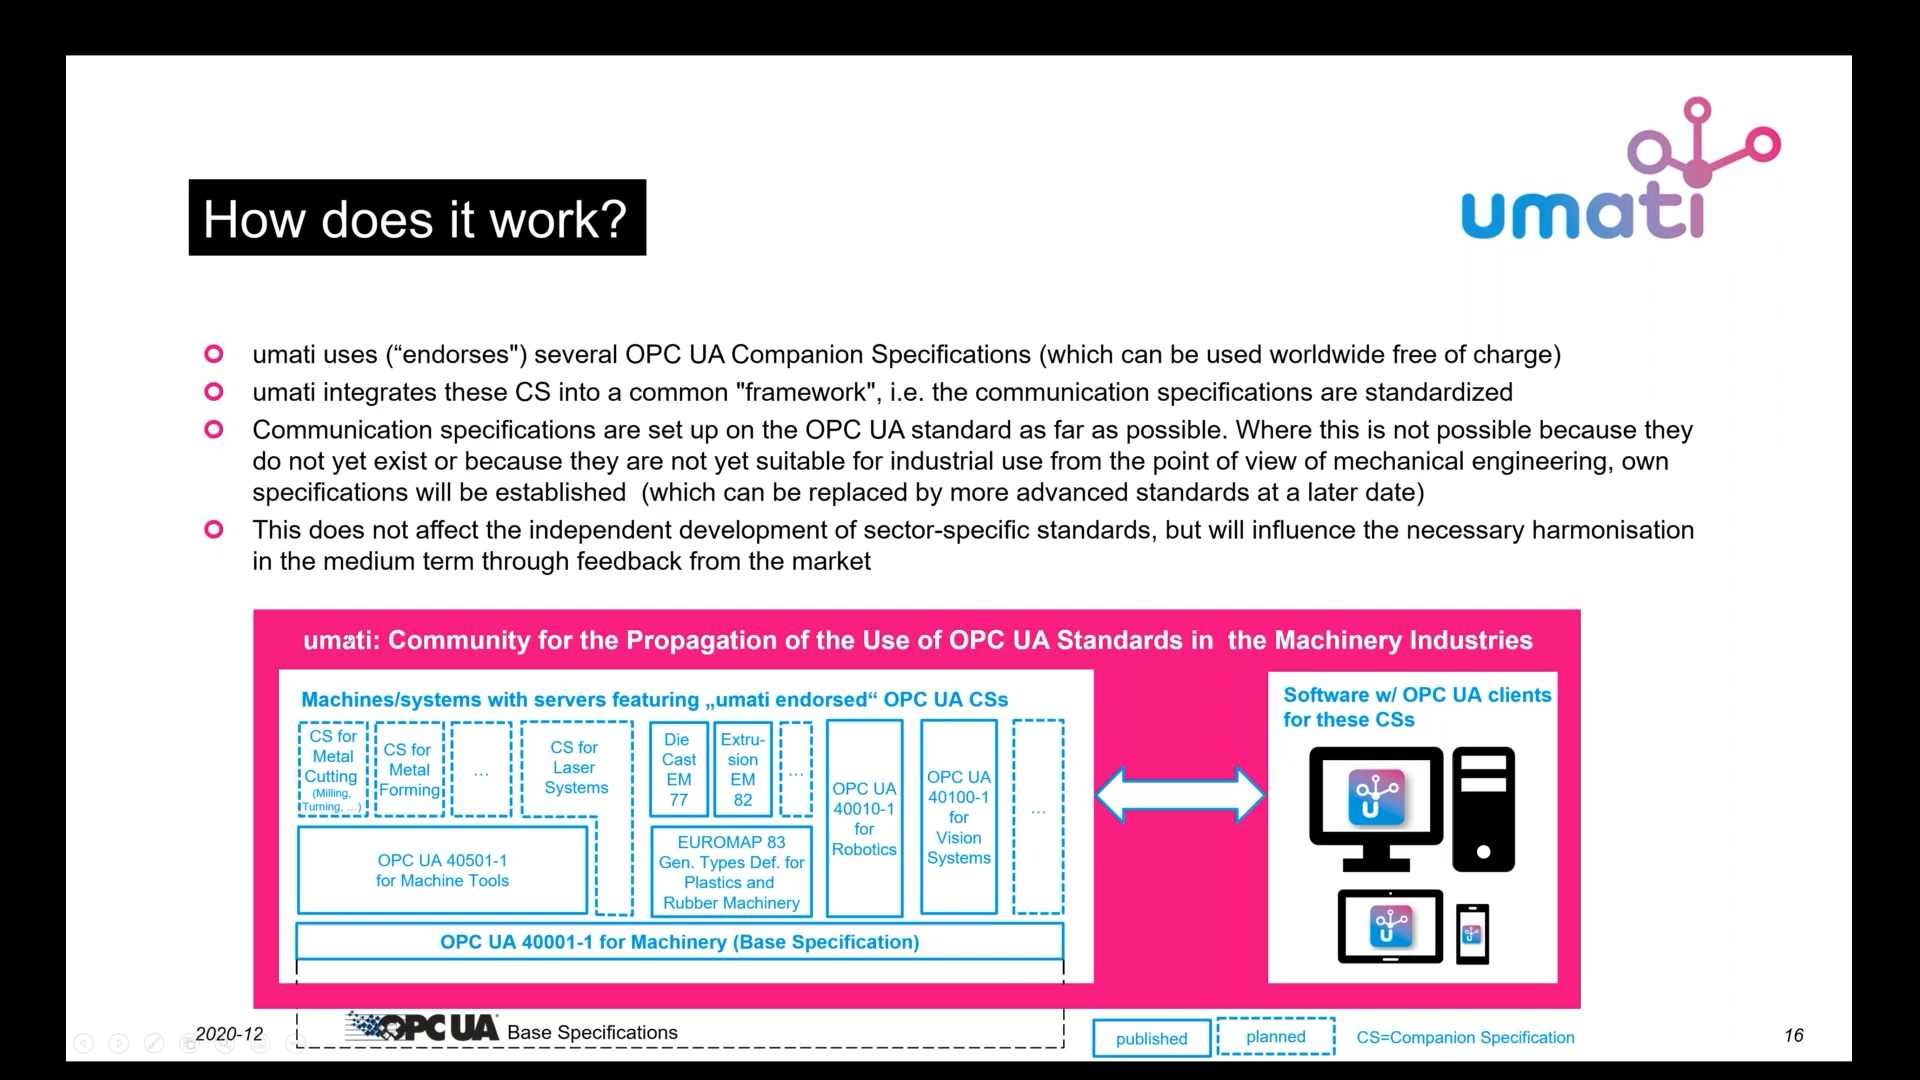 umati
How does it work?
umati uses (“endorses") several OPC UA Companion Specifications (which can be used worldwide free of charge)
umati integrates these CS into a common "framework", i.e. the communication specifications are standardized
Communication specifications are set up on the OPC UA standard as far as possible. Where this is not possible because they
do not yet exist or because they are not yet suitable for industrial use from the point of view of mechanical engineering, own
specifications will be established (which can be replaced by more advanced standards at a later date)
This does not affect the independent development of sector-specific standards, but will influence the necessary harmonisation
in the medium term through feedback from the market
umati: Community for the Propagation of the Use of OPC UA Standards in the Machinery Industries
Machines/systems with servers featuring „umati endorsed“ OPC UA CSs
CS for
Metal
Cutting
(Milling,
Turning, ...)
CS for
Metal
Forming
...
CS for
Laser
Systems
Die
Cast
EM
77
Extru-
sion
EM
82
...
OPC UA
40010-1
for
Robotics
OPC UA
40100-1
for
Vision
Systems
...
OPC UA 40501-1
for Machine Tools
EUROMAP 83
Gen. Types Def. for
Plastics and
Rubber Machinery
OPC UA 40001-1 for Machinery (Base Specification)
Software w/ OPC UA clients
for these CSs
u
u
u
2020-12
OPC UA Base Specifications
published
planned
CS=Companion Specification
16